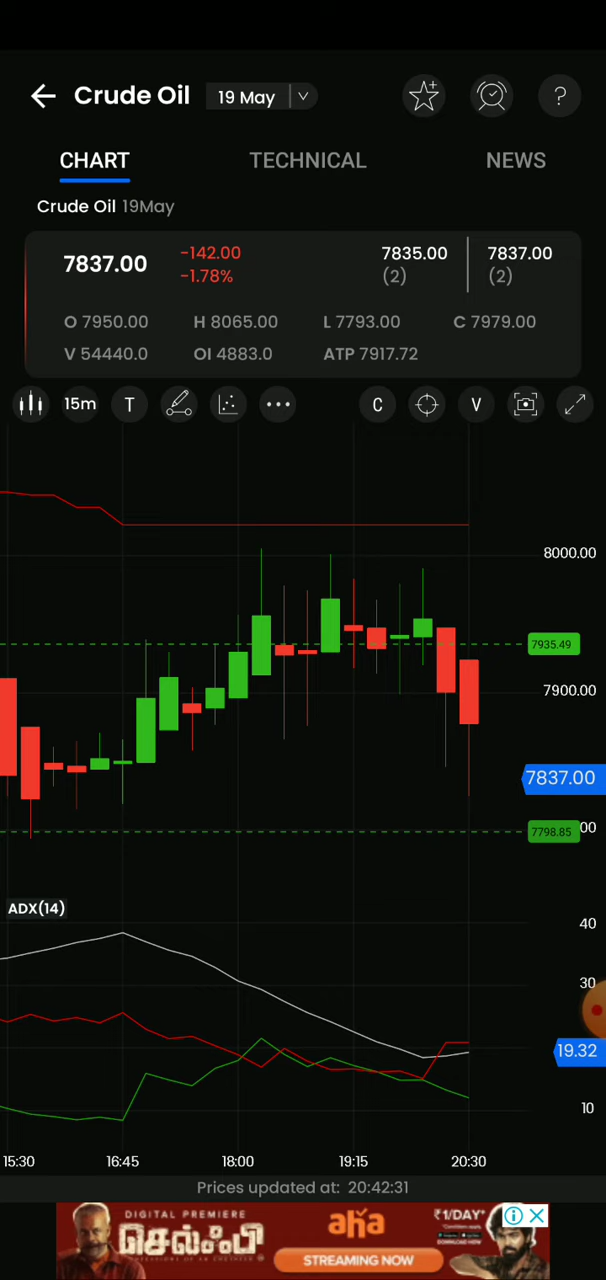 Crude Oil 19 May
CHART TECHNICAL NEWS
Crude Oil 19May
7837.00 -142.00 7835.00 7837.00
-1.78% (2) (2)
O 7950.00 H 8065.00 L 7793.00 C 7979.00
V 54440.0 OI 4883.0 ATP 7917.72
15m T C V
8000.00
7935.49
7900.00
7837.00
7798.85 00
ADX(14)
40
30
19.32
10
15:30 16:45 18:00 19:15 20:30
Prices updated at: 20:42:31
DIGITAL PREMIERE
செல்ஃபி
aha
STREAMING NOW
₹1/DAY*